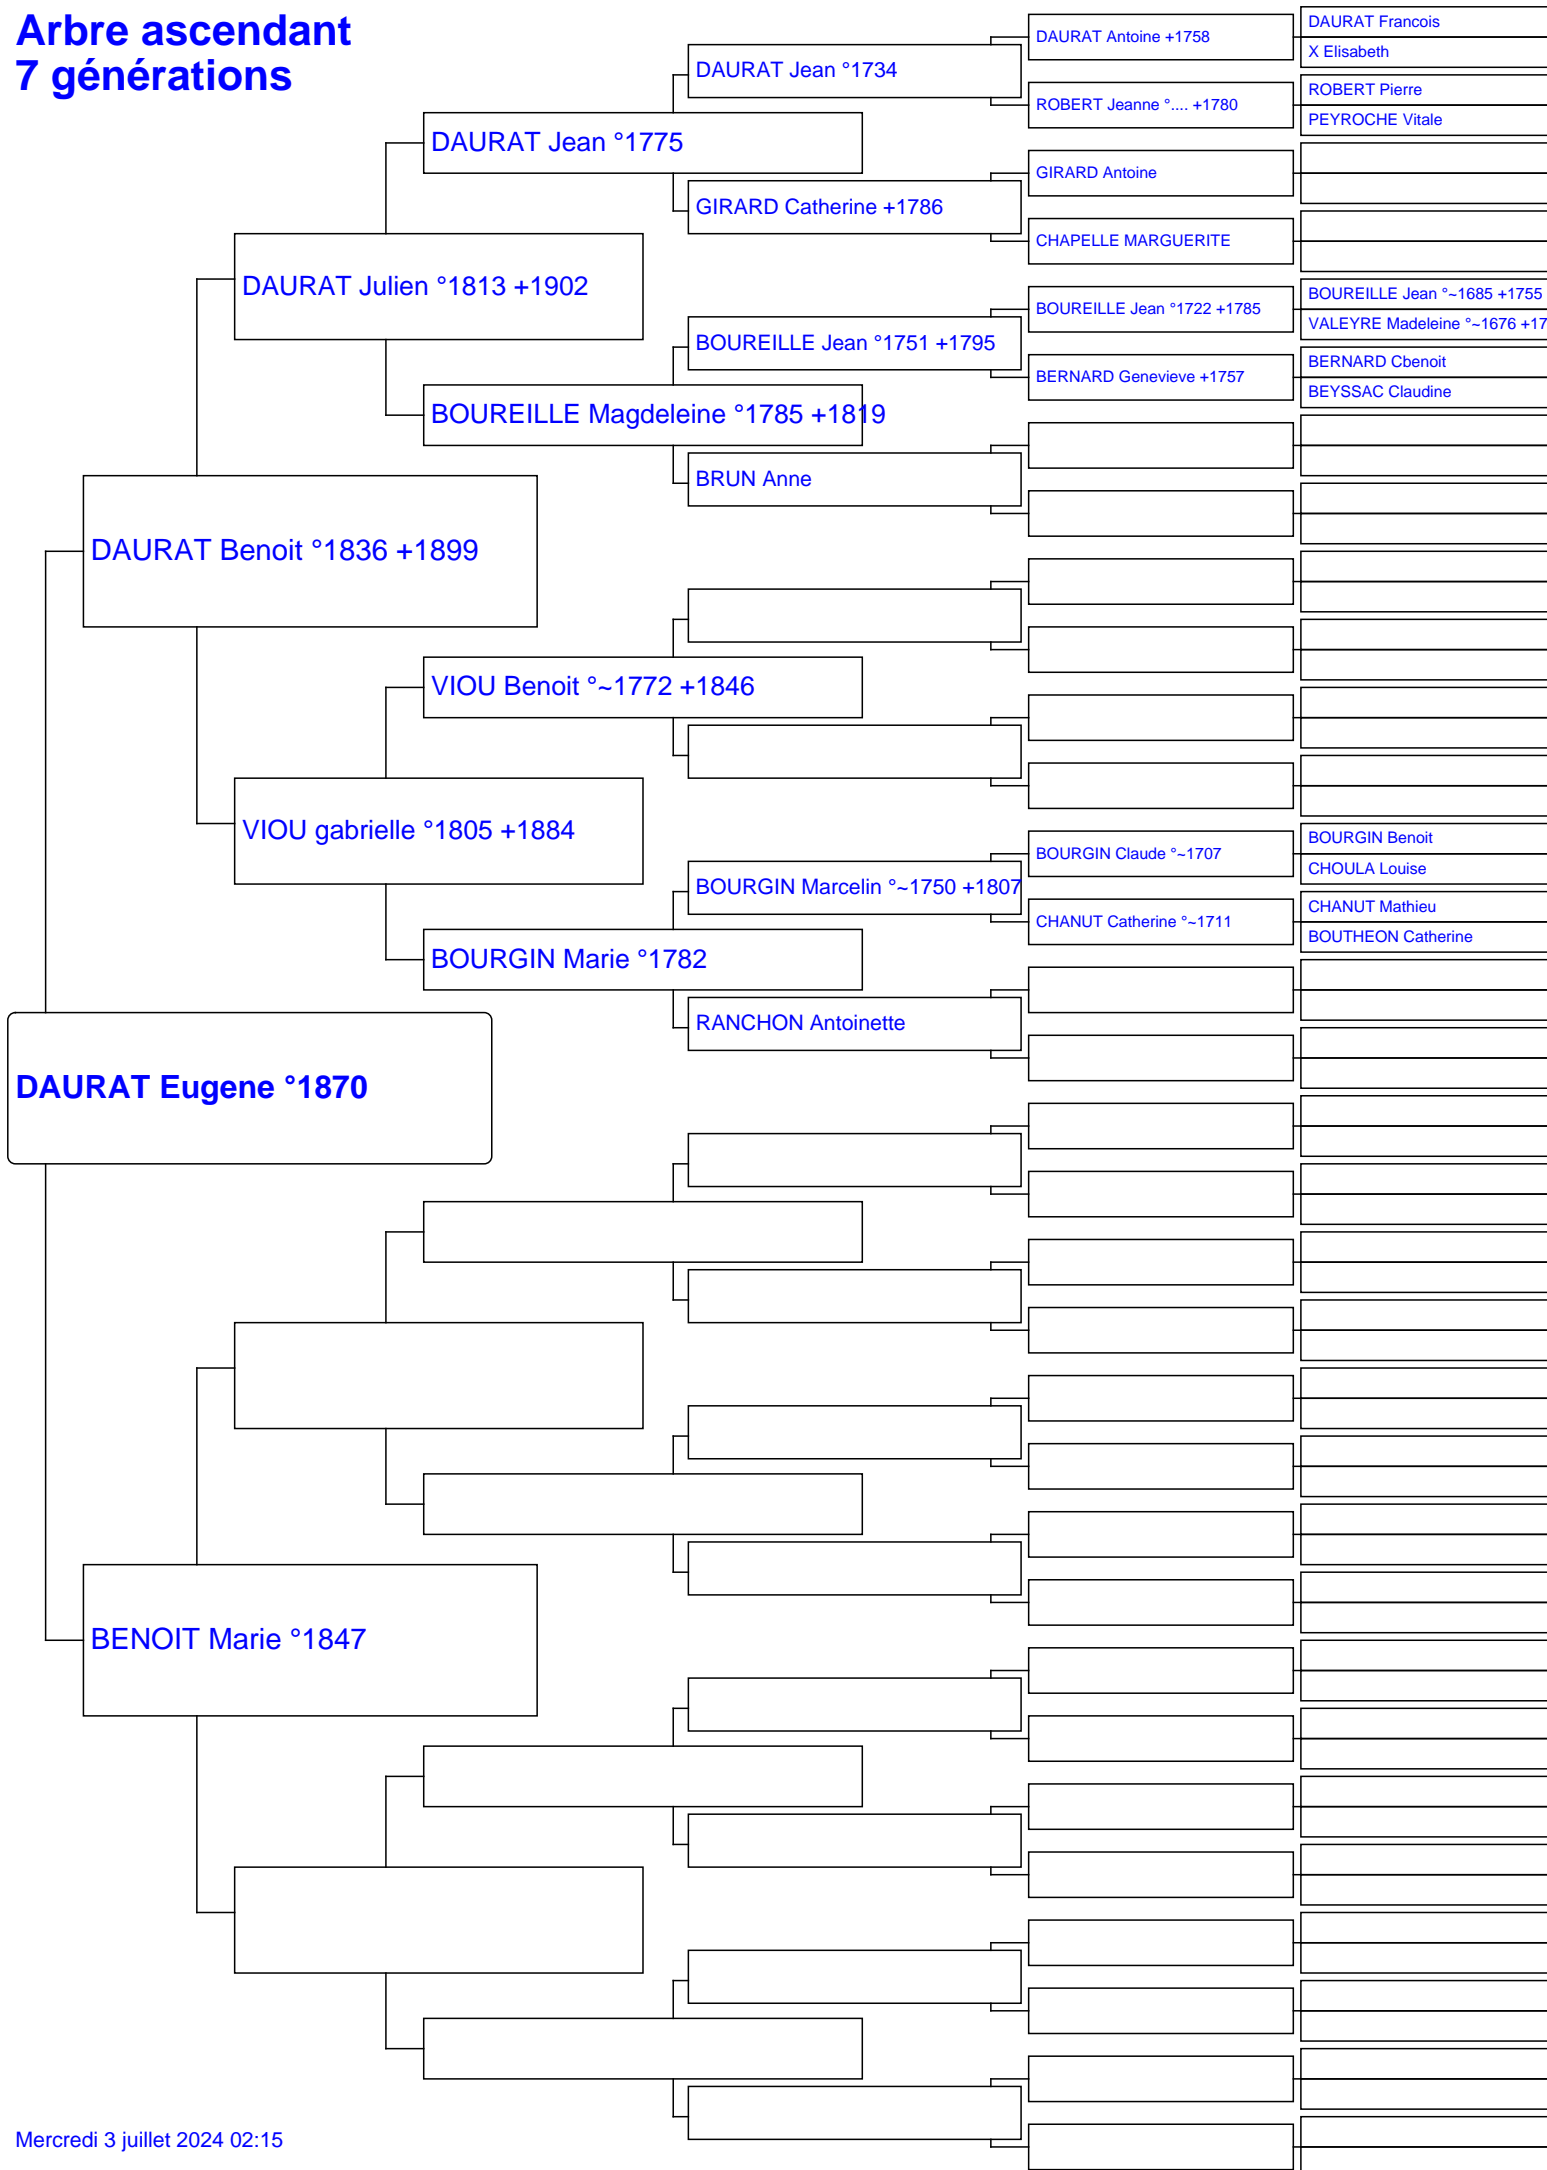 Arbre ascendant
7 générations
DAURAT Francois
DAURAT Antoine +1758
X Elisabeth
DAURAT Jean °1734
ROBERT Pierre
ROBERT Jeanne °.... +1780
PEYROCHE Vitale
DAURAT Jean °1775
GIRARD Antoine
GIRARD Catherine +1786
CHAPELLE MARGUERITE
DAURAT Julien °1813 +1902
BOUREILLE Jean °~1685 +1755
BOUREILLE Jean °1722 +1785
VALEYRE Madeleine °~1676 +17
BOUREILLE Jean °1751 +1795
BERNARD Cbenoit
BERNARD Genevieve +1757
BEYSSAC Claudine
BOUREILLE Magdeleine °1785 +1819
BRUN Anne
DAURAT Benoit °1836 +1899
VIOU Benoit °~1772 +1846
VIOU gabrielle °1805 +1884
BOURGIN Benoit
BOURGIN Claude °~1707
CHOULA Louise
BOURGIN Marcelin °~1750 +1807
CHANUT Mathieu
CHANUT Catherine °~1711
BOUTHEON Catherine
BOURGIN Marie °1782
RANCHON Antoinette
DAURAT Eugene °1870
BENOIT Marie °1847
Mercredi 3 juillet 2024 02:15